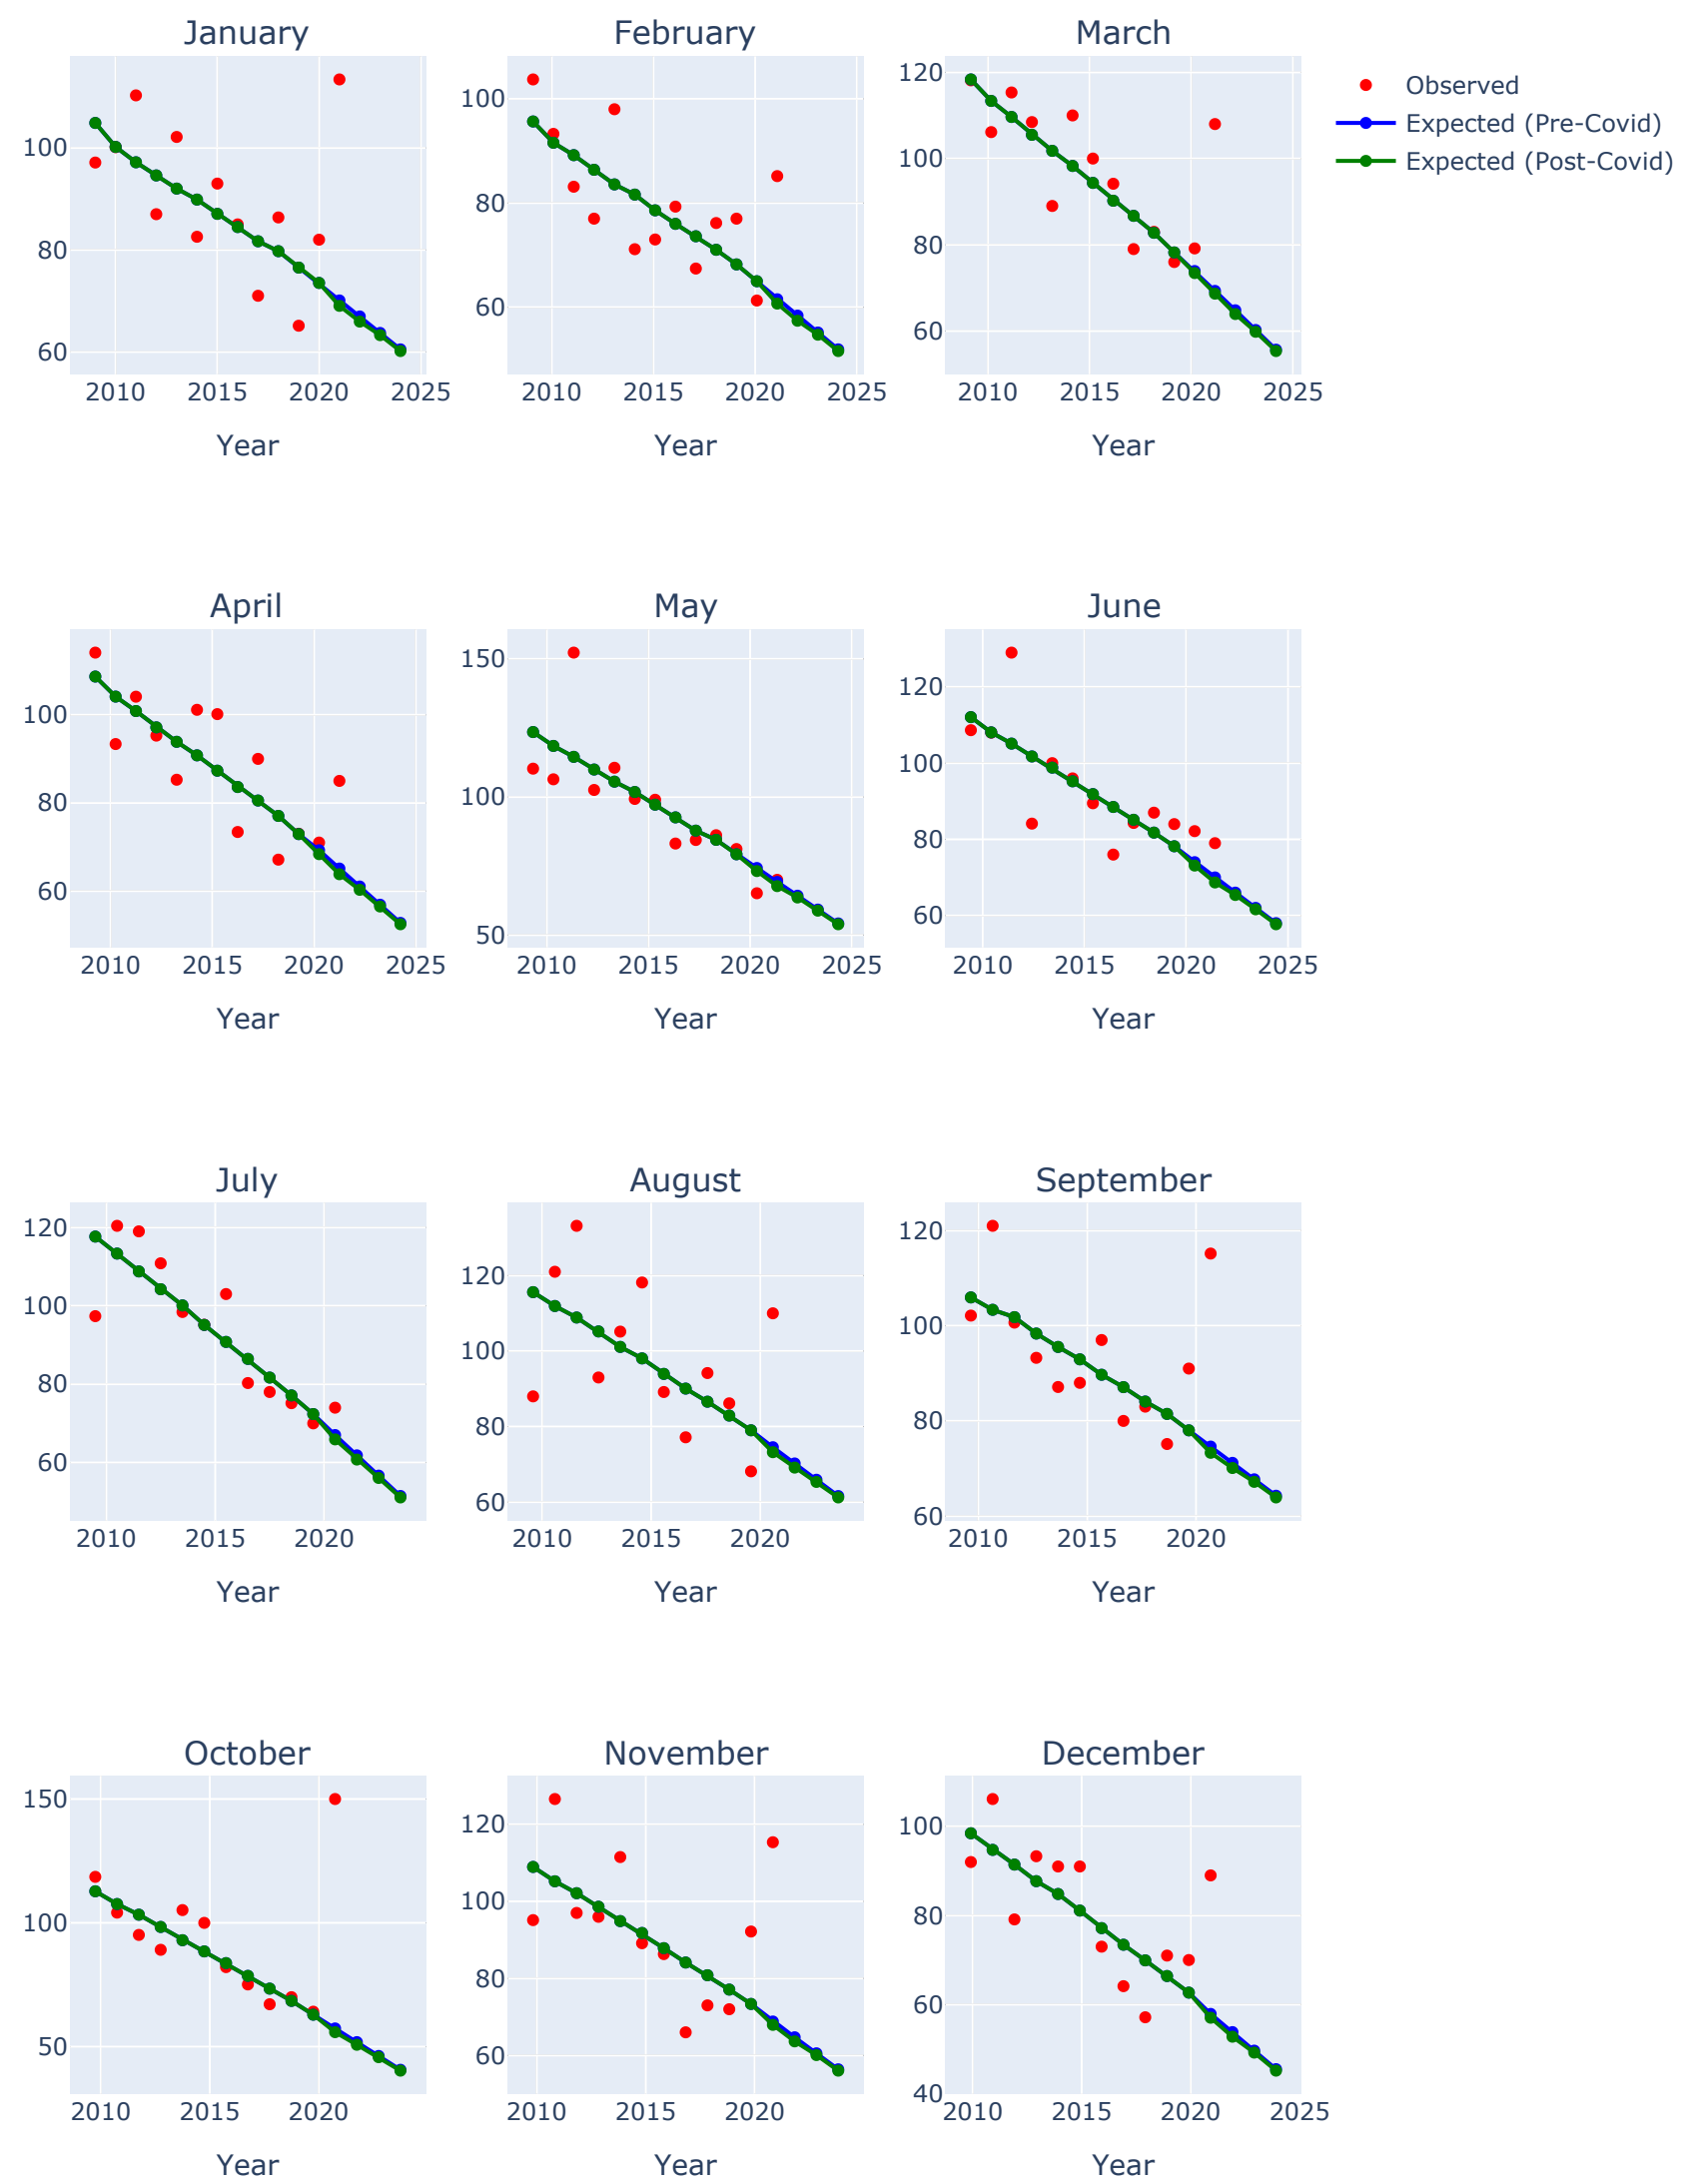 January February March
120
100
80
60
100
80
60
120
100
80
60
Observed
Expected (Pre-Covid)
Expected (Post-Covid)
2010 2015 2020 2025 2010 2015 2020 2025 2010 2015 2020 2025
Year Year Year
April May June
100
80
60
150
100
50
120
100
80
60
2010 2015 2020 2025 2010 2015 2020 2025 2010 2015 2020 2025
Year Year Year
July August September
120
100
80
60
120
100
80
60
120
100
80
60
2010 2015 2020 2010 2015 2020 2010 2015 2020
Year Year Year
October November December
150
100
50
120
100
80
60
100
80
60
40
2010 2015 2020 2010 2015 2020 2010 2015 2020 2025
Year Year Year